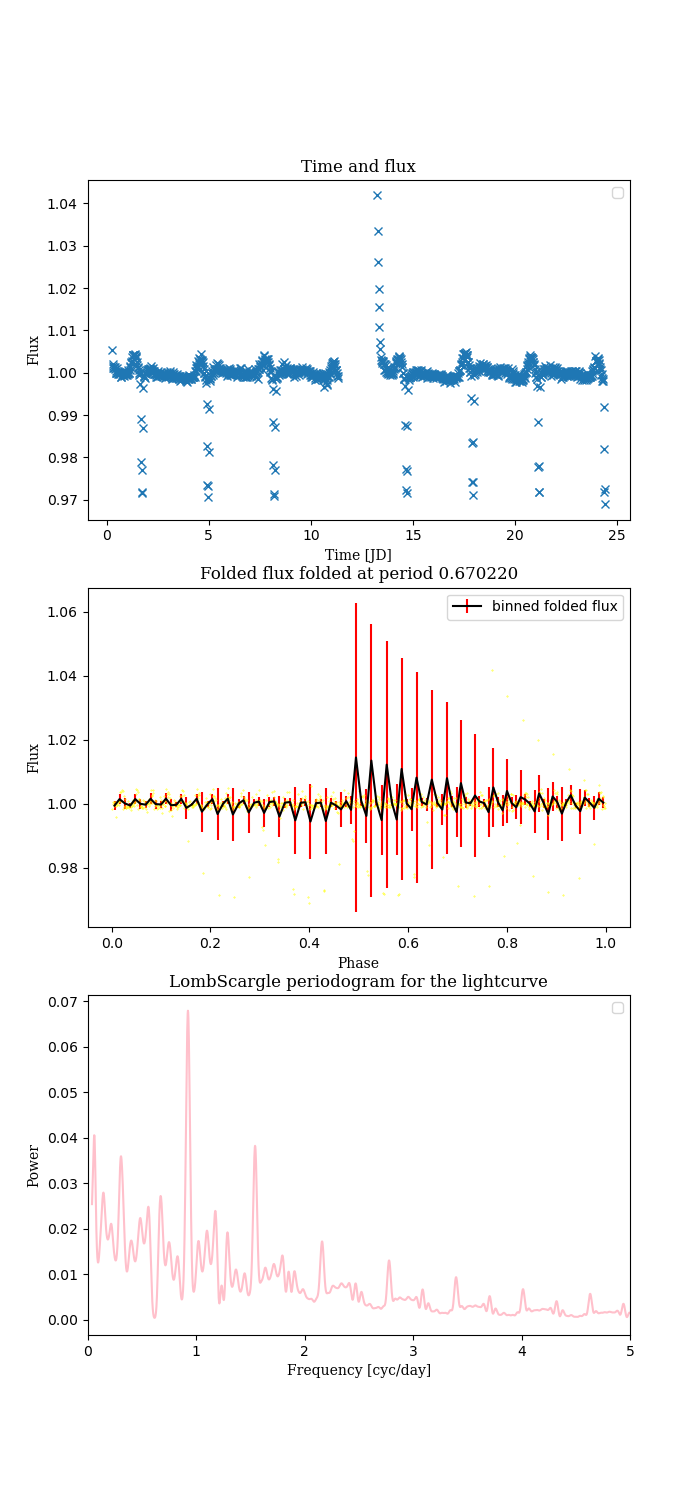 Time and flux
1.04
1.03
1.02
1.01
1.00
0.99
0.98
0.97
Flux
0 5 10 15 20 25
Time [JD]
Folded flux folded at period 0.670220
binned folded flux
1.06
1.04
1.02
1.00
0.98
Flux
0.0 0.2 0.4 0.6 0.8 1.0
Phase
LombScargle periodogram for the lightcurve
0.07
0.06
0.05
0.04
0.03
0.02
0.01
0.00
Power
0 1 2 3 4 5
Frequency [cyc/day]